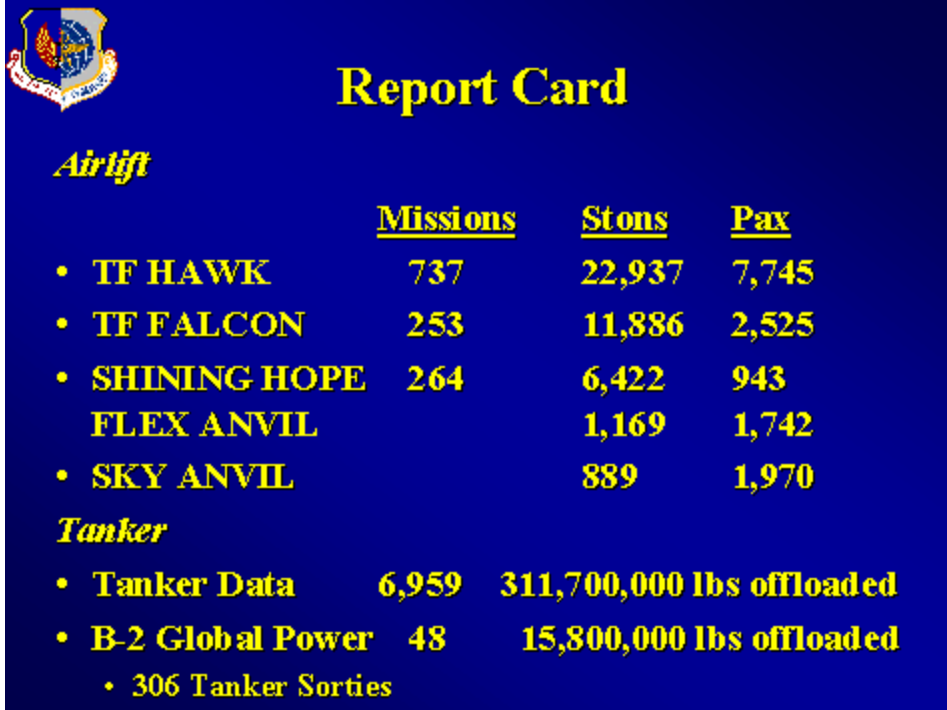 Report Card
Airlift
Missions Stons Pax
• TF HAWK 737 22,937 7,745
• TF FALCON 253 11,886 2,525
• SHINING HOPE 264 6,422 943
FLEX ANVIL 1,169 1,742
• SKY ANVIL 889 1,970
Tanker
• Tanker Data 6,959 311,700,000 lbs offloaded
• B-2 Global Power 48 15,800,000 lbs offloaded
• 306 Tanker Sorties